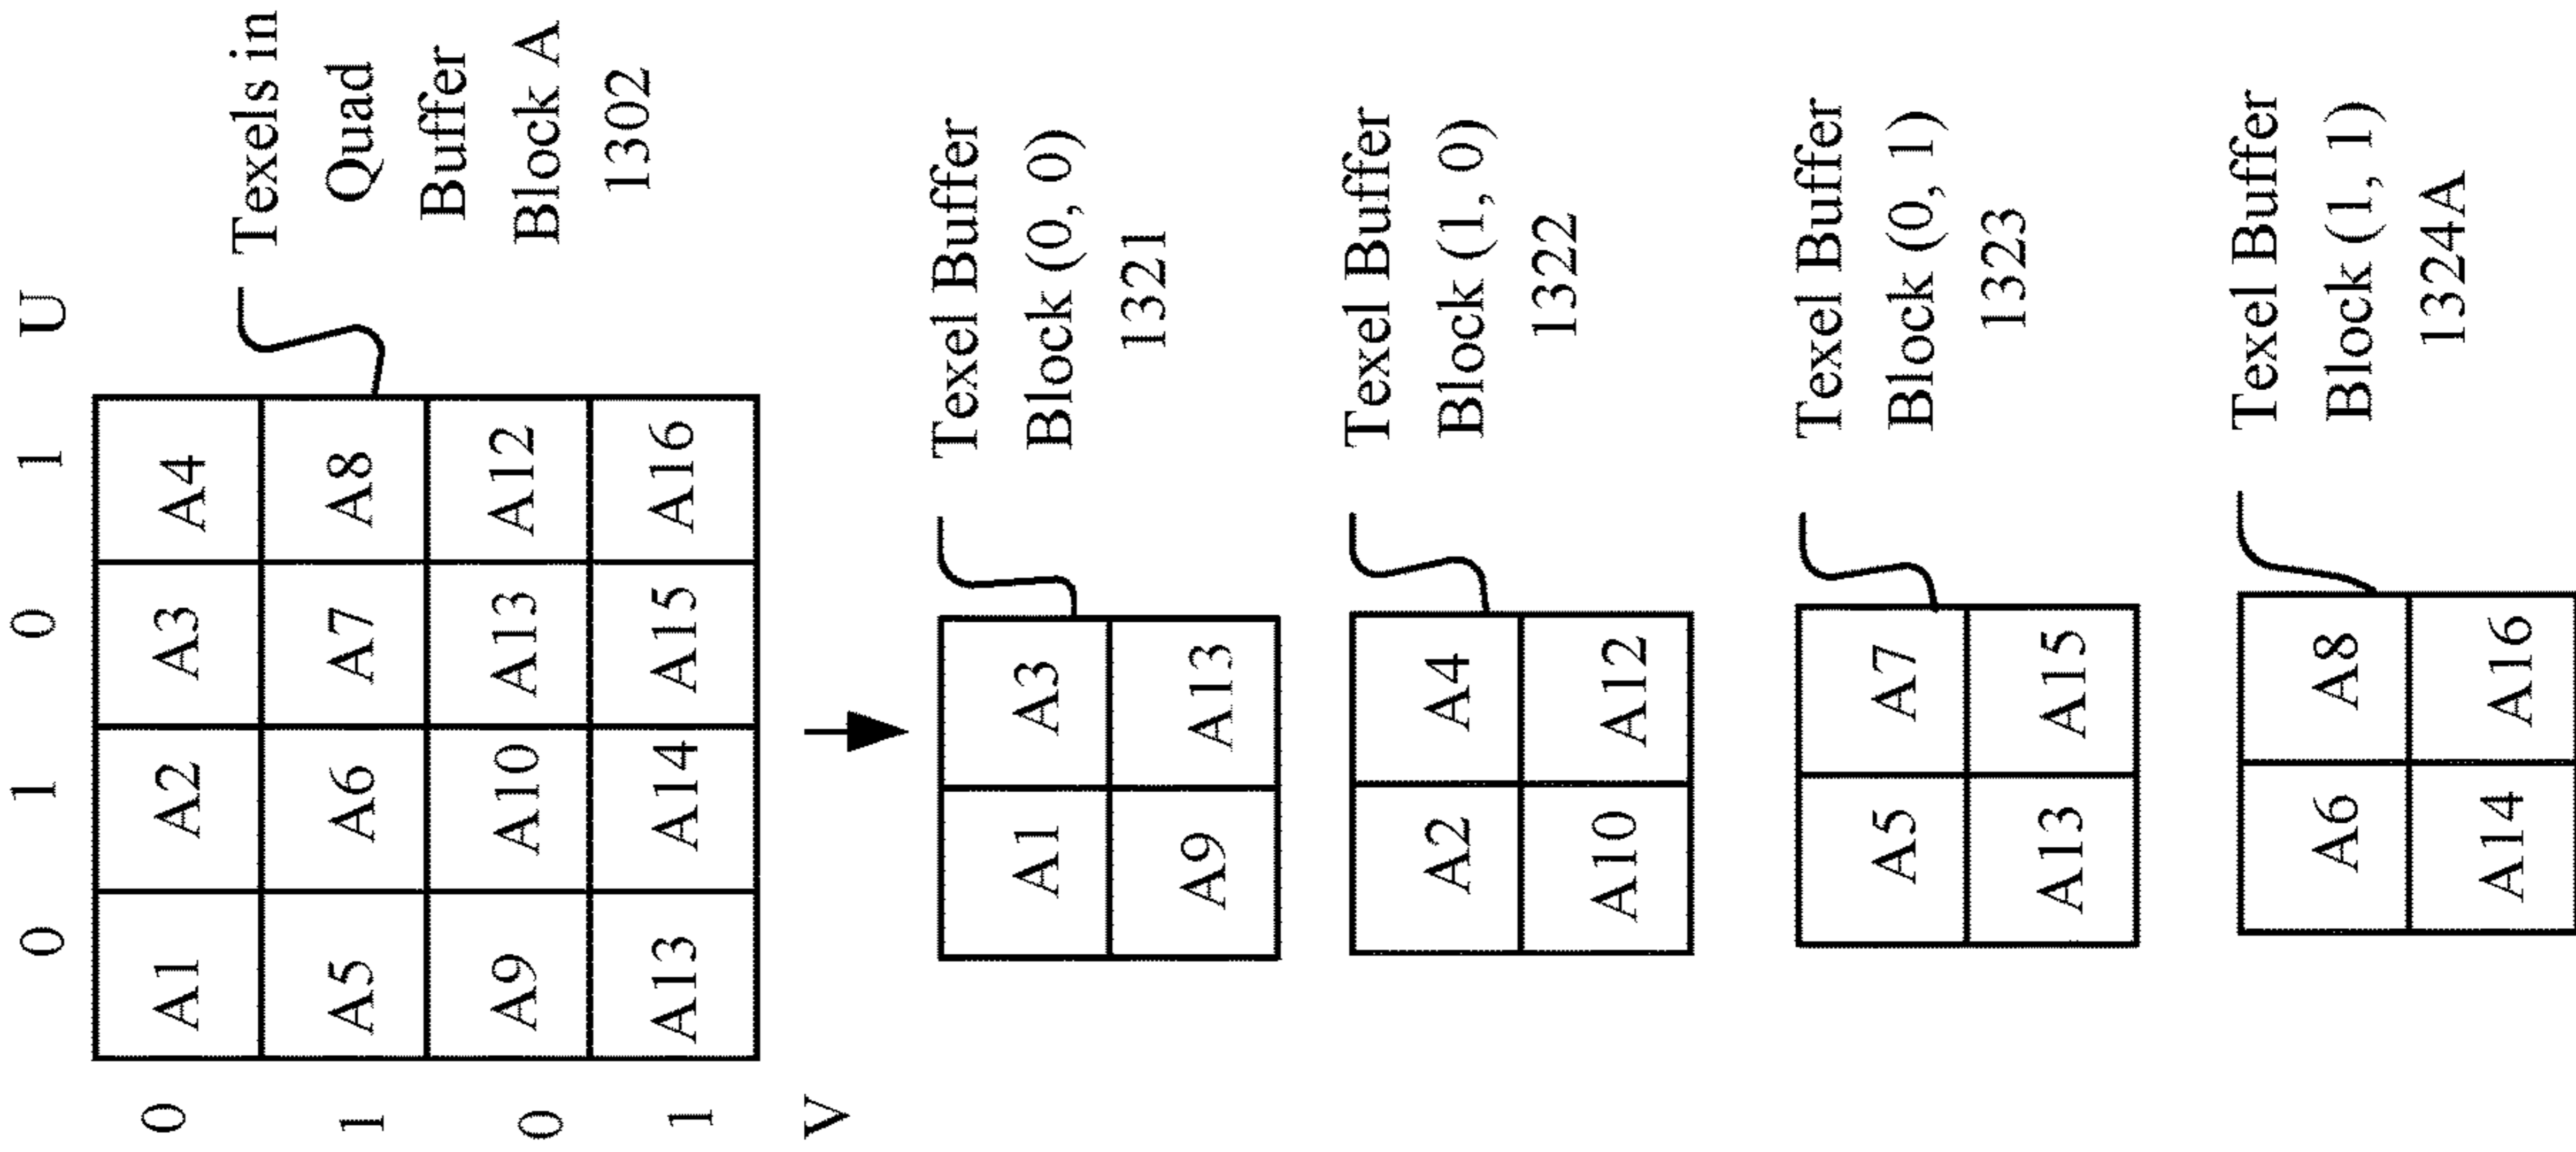 0 1 0 1 U
0 A1 A2 A3 A4
1 A5 A6 A7 A8
0 A9 A10 A13 A12
1 A13 A14 A15 A16
V
Texels in
Quad
Buffer
Block A
1302
A1 A3
A9 A13
Texel Buffer
Block (0, 0)
1321
A2 A4
A10 A12
Texel Buffer
Block (1, 0)
1322
A5 A7
A13 A15
Texel Buffer
Block (0, 1)
1323
A6 A8
A14 A16
Texel Buffer
Block (1, 1)
1324A